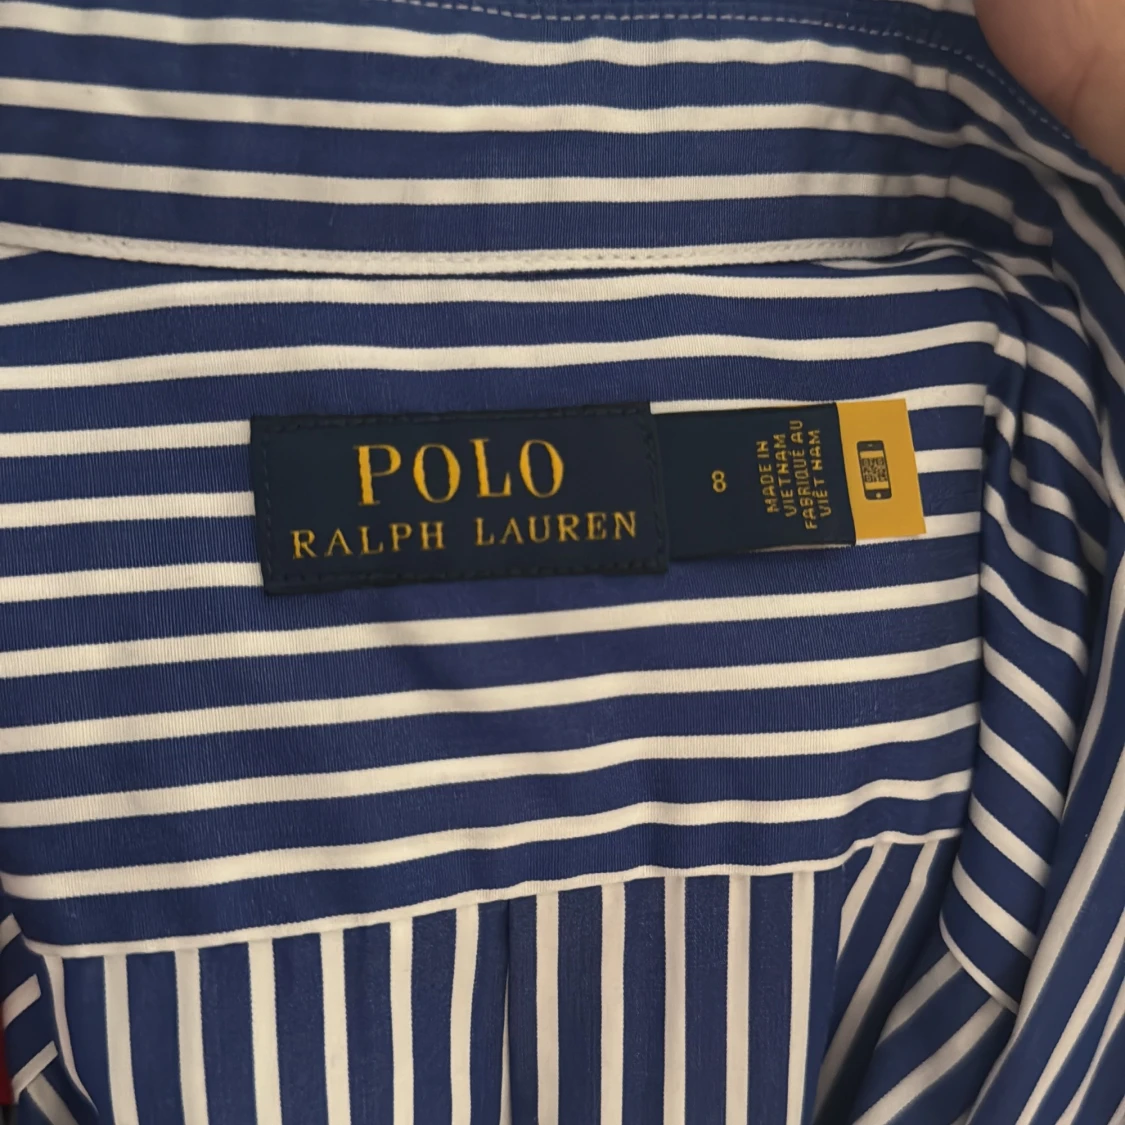 POLO
RALPH LAUREN
8
MADE IN
VIETNAM
FABRIQUÉ AU
VIÊT NAM